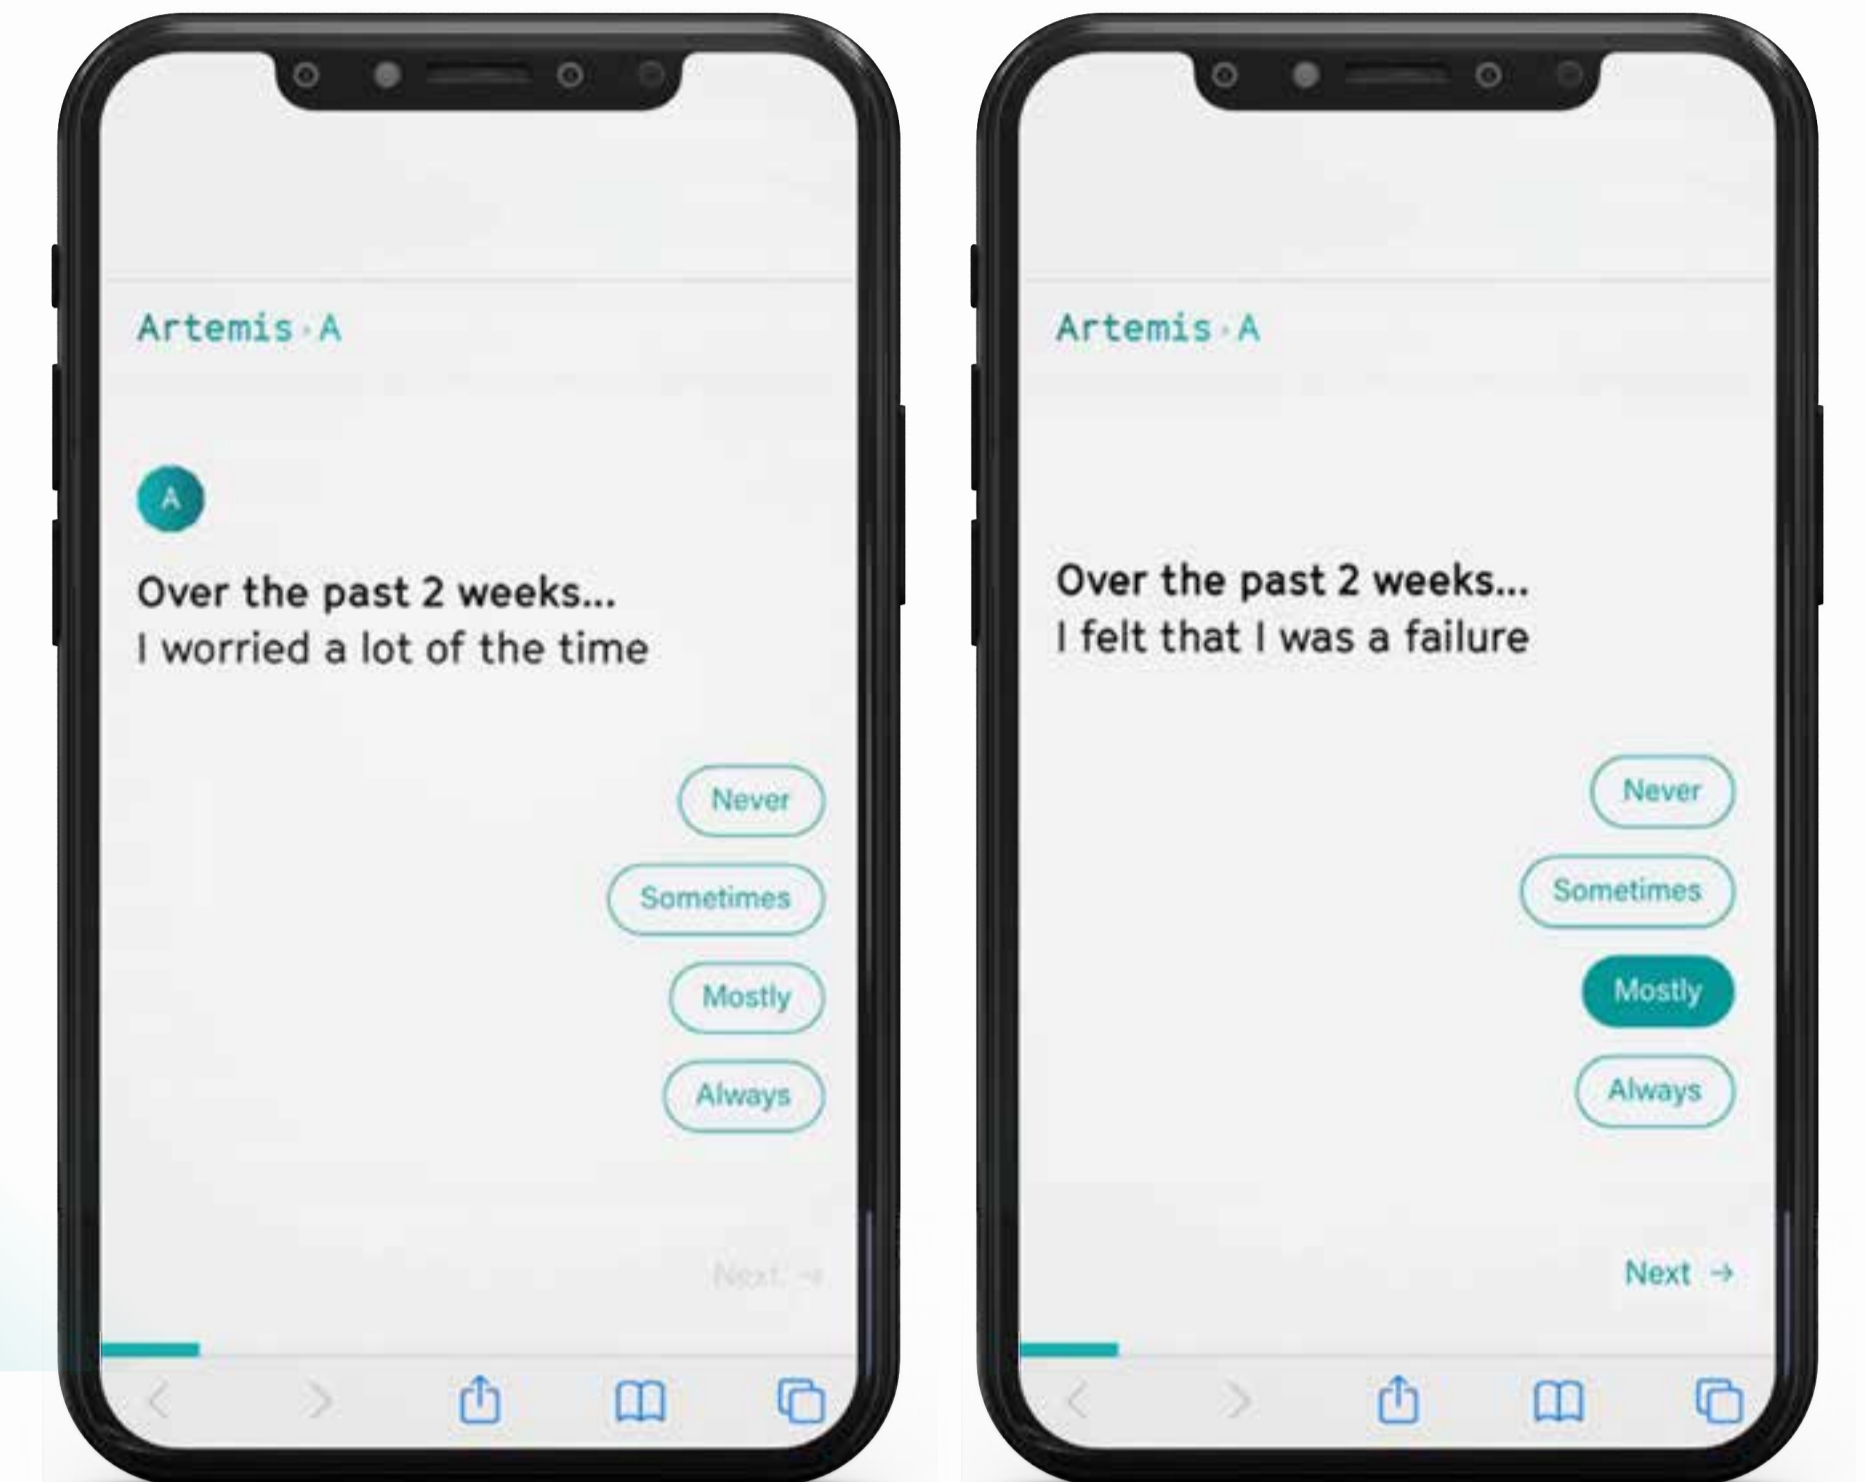 Artemis · A
A
Over the past 2 weeks...
I worried a lot of the time
Never
Sometimes
Mostly
Always
Next →
Artemis · A
Over the past 2 weeks...
I felt that I was a failure
Never
Sometimes
Mostly
Always
Next →